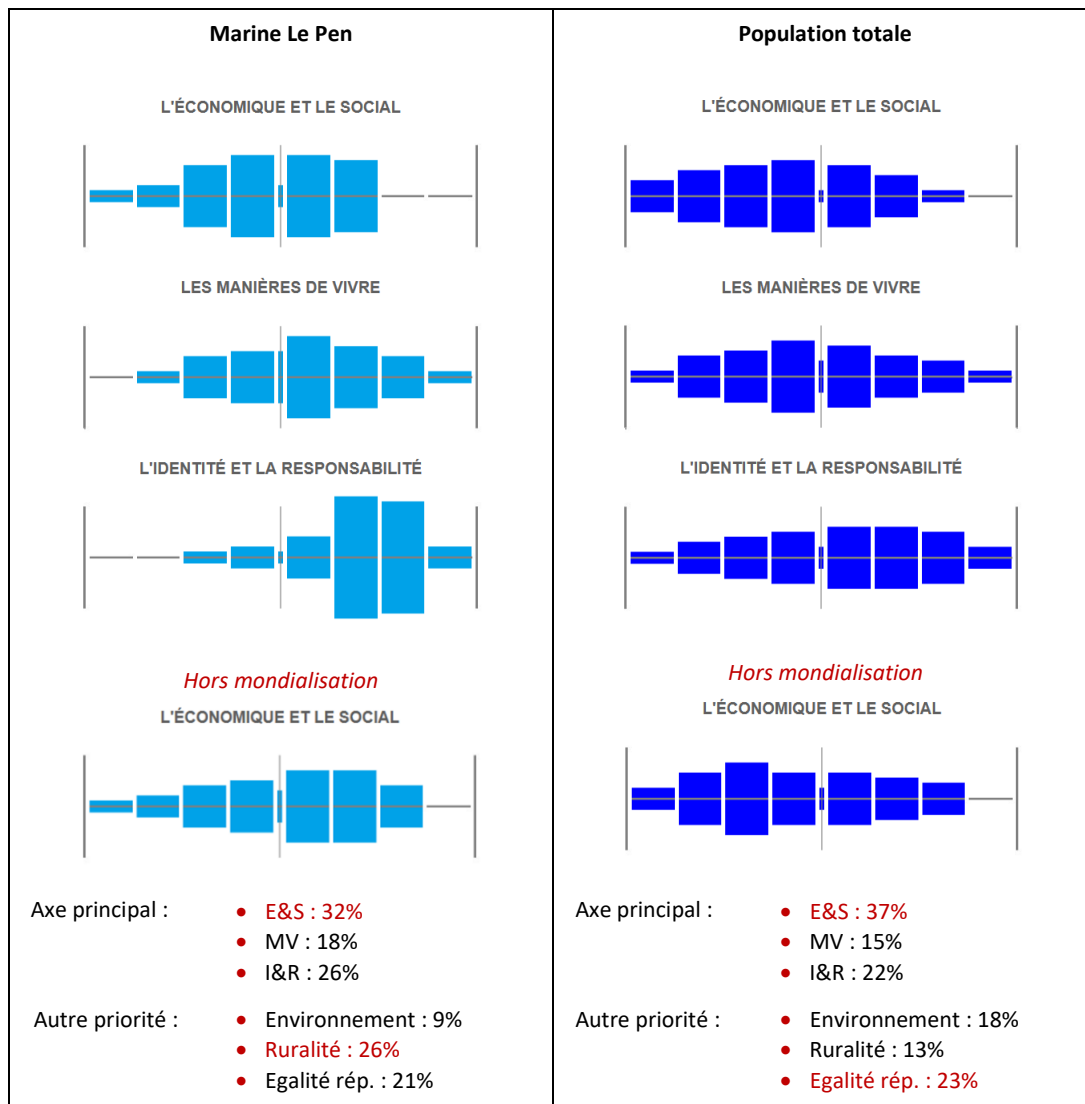 Marine Le Pen
L'ÉCONOMIQUE ET LE SOCIAL
LES MANIÈRES DE VIVRE
L'IDENTITÉ ET LA RESPONSABILITÉ
Hors mondialisation
L'ÉCONOMIQUE ET LE SOCIAL
Axe principal :
• E&S : 32%
• MV : 18%
• I&R : 26%
Autre priorité :
• Environnement : 9%
• Ruralité : 26%
• Egalité rép. : 21%
Population totale
L'ÉCONOMIQUE ET LE SOCIAL
LES MANIÈRES DE VIVRE
L'IDENTITÉ ET LA RESPONSABILITÉ
Hors mondialisation
L'ÉCONOMIQUE ET LE SOCIAL
Axe principal :
• E&S : 37%
• MV : 15%
• I&R : 22%
Autre priorité :
• Environnement : 18%
• Ruralité : 13%
• Egalité rép. : 23%